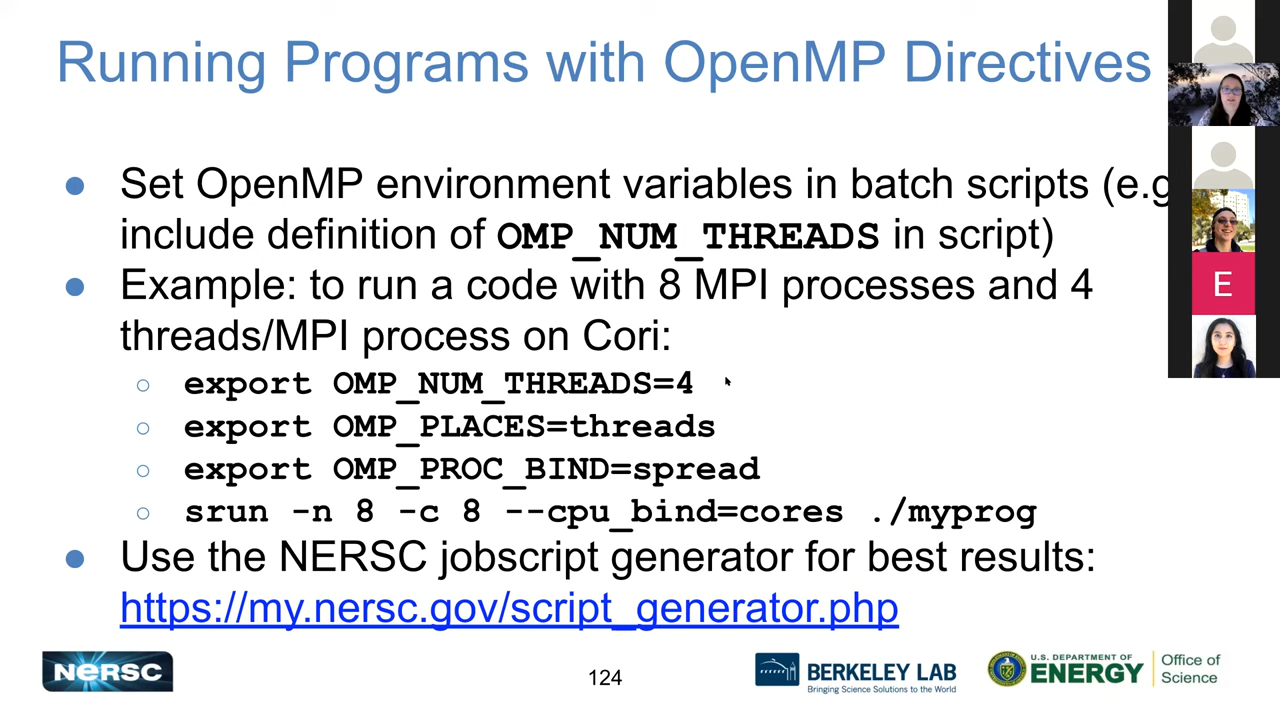 Running Programs with OpenMP Directives
● Set OpenMP environment variables in batch scripts (e.g
include definition of OMP_NUM_THREADS in script)
● Example: to run a code with 8 MPI processes and 4
threads/MPI process on Cori:
○ export OMP_NUM_THREADS=4
○ export OMP_PLACES=threads
○ export OMP_PROC_BIND=spread
○ srun -n 8 -c 8 --cpu_bind=cores ./myprog
● Use the NERSC jobscript generator for best results:
https://my.nersc.gov/script_generator.php
E
NERSC
124
BERKELEY LAB
Bringing Science Solutions to the World
U.S. DEPARTMENT OF
ENERGY
Office of
Science